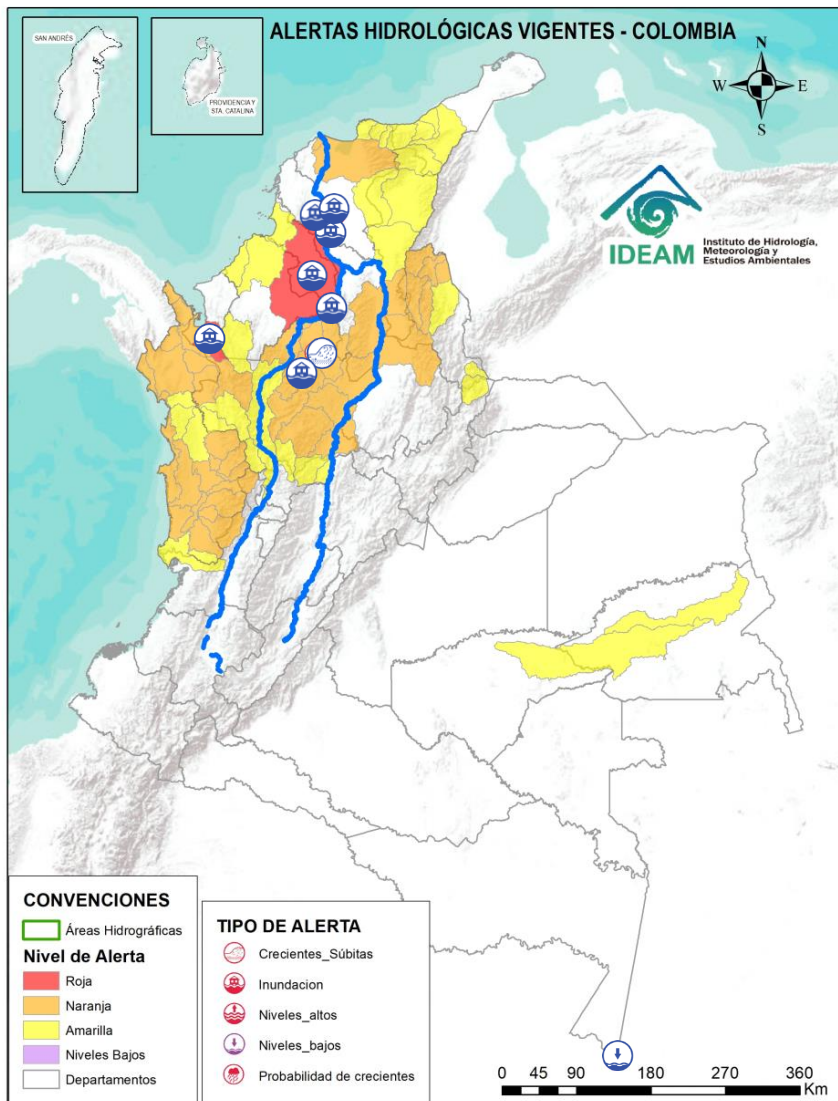 ALERTAS HIDROLÓGICAS VIGENTES - COLOMBIA
SAN ANDRÉS
PROVIDENCIA Y
STA. CATALINA
N
W
E
S
IDEAM
Instituto de Hidrología,
Meteorología y
Estudios Ambientales
CONVENCIONES
Áreas Hidrográficas
Nivel de Alerta
Roja
Naranja
Amarilla
Niveles Bajos
Departamentos
TIPO DE ALERTA
Crecientes_Súbitas
Inundacion
Niveles_altos
Niveles_bajos
Probabilidad de crecientes
0 45 90 180 270 360
Km